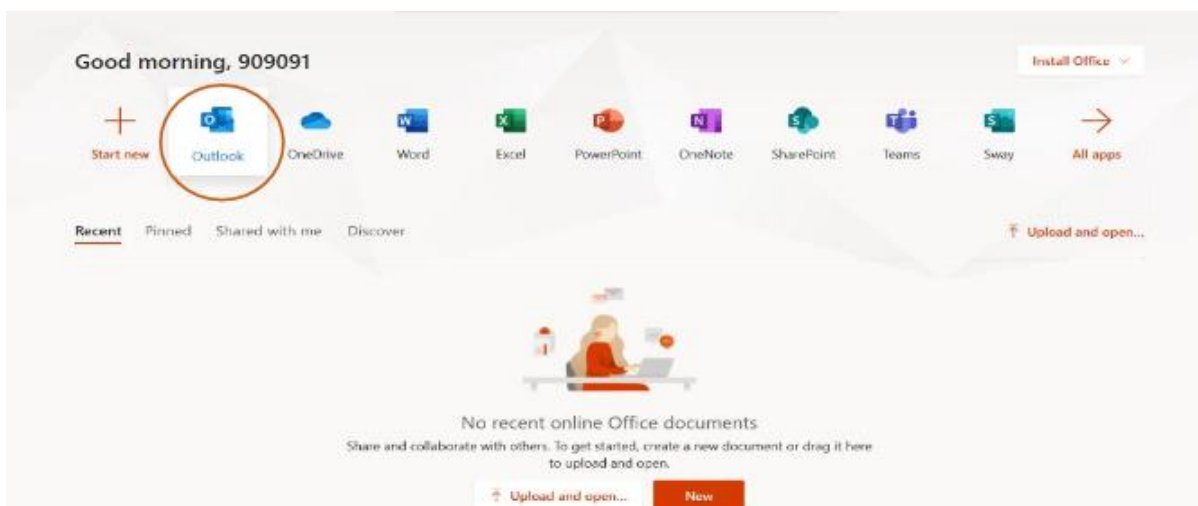 Good morning, 909091
Install Office
Start new
Outlook
OneDrive
Word
Excel
PowerPoint
OneNote
SharePoint
Teams
Sway
All apps
Recent Pinned Shared with me Discover
Upload and open...
No recent online Office documents
Share and collaborate with others. To get started, create a new document or drag it here
to upload and open.
Upload and open...
New